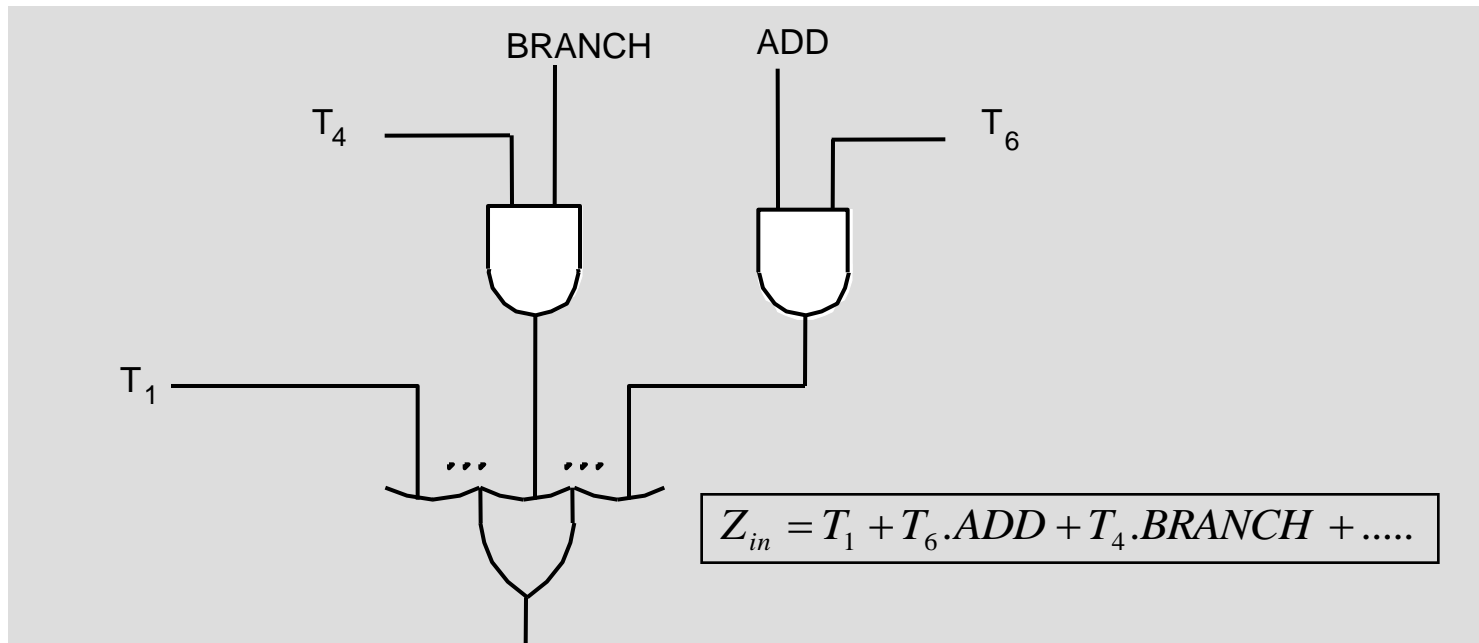 BRANCH ADD
T4 T6
T1
... ...
Zin = T1 + T6.ADD + T4.BRANCH + .....